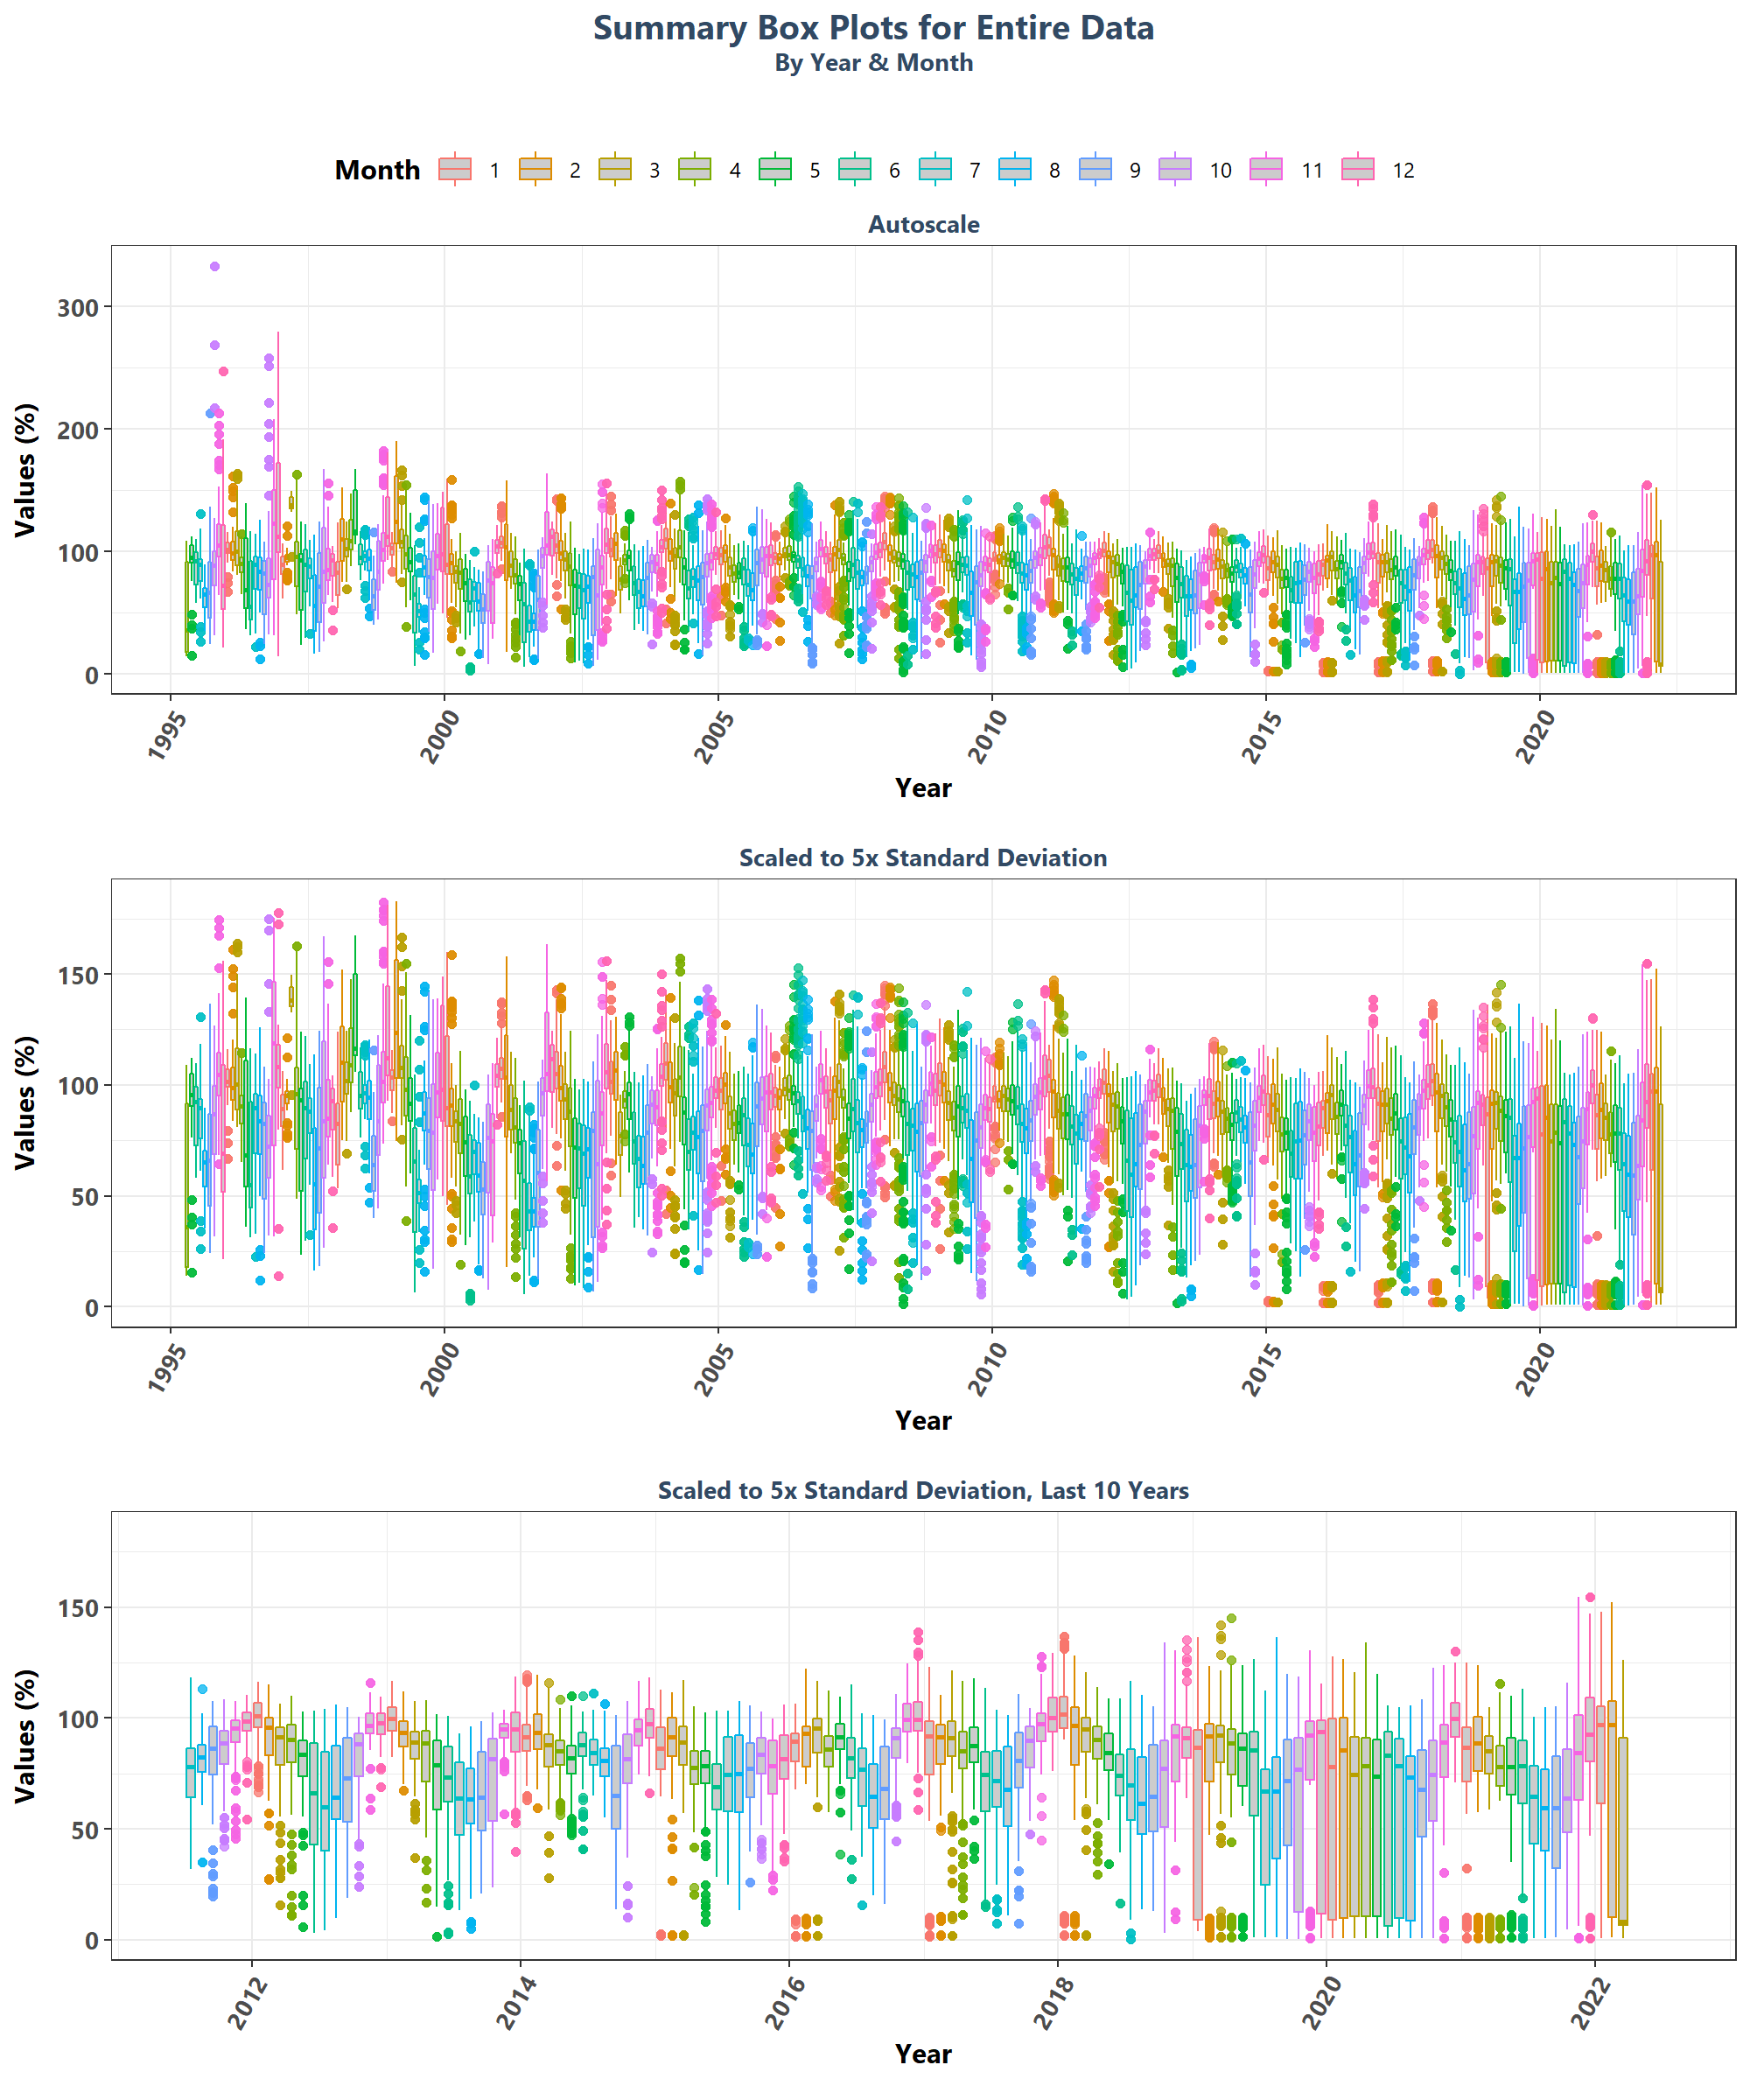 Summary Box Plots for Entire Data
By Year & Month
Month 1 2 3 4 5 6 7 8 9 10 11 12
Autoscale
Values (%)
300
200
100
0
1995 2000 2005 2010 2015 2020
Year
Scaled to 5x Standard Deviation
Values (%)
150
100
50
0
1995 2000 2005 2010 2015 2020
Year
Scaled to 5x Standard Deviation, Last 10 Years
Values (%)
150
100
50
0
2012 2014 2016 2018 2020 2022
Year